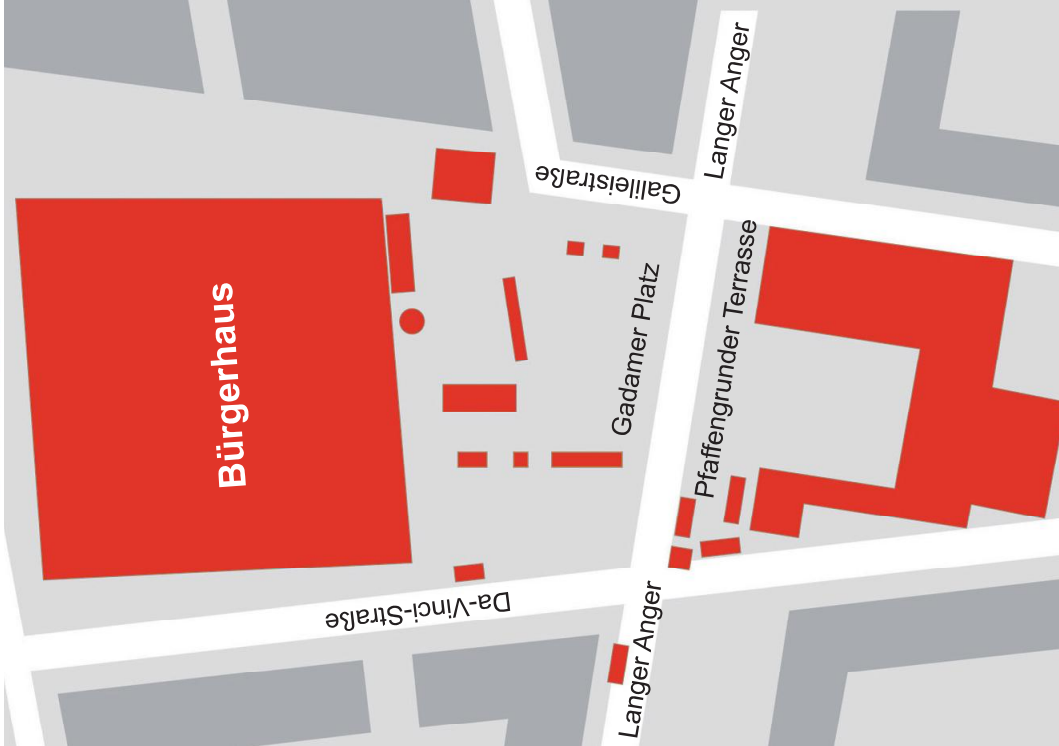 Langer Anger
Galileistraße
Bürgerhaus
Gadamer Platz
Pfaffengrunder Terrasse
Da-Vinci-Straße
Langer Anger